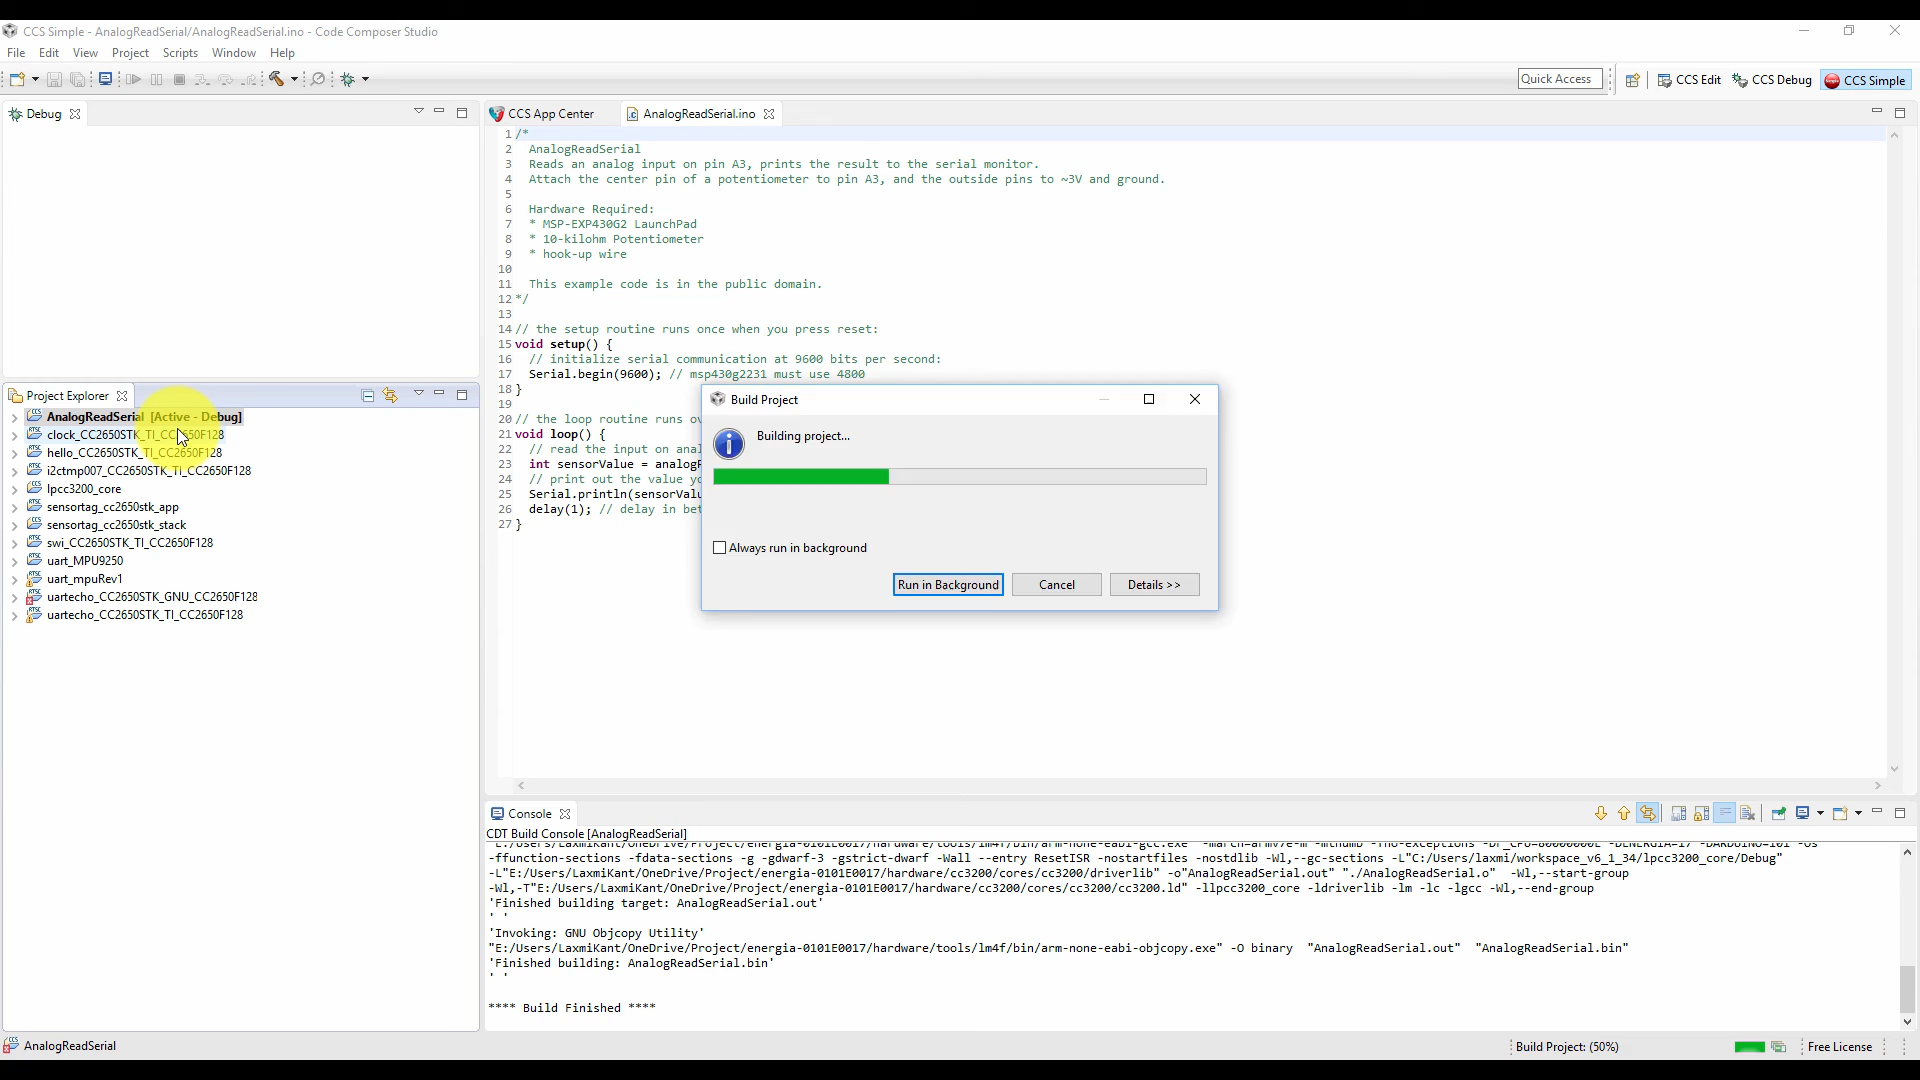 CCS Simple - AnalogReadSerial/AnalogReadSerial.ino - Code Composer Studio
File Edit View Project Scripts Window Help
Quick Access
CCS Edit
CCS Debug
CCS Simple
Debug
CCS App Center
AnalogReadSerial.ino
1 /*
2 AnalogReadSerial
3 Reads an analog input on pin A3, prints the result to the serial monitor.
4 Attach the center pin of a potentiometer to pin A3, and the outside pins to ~3V and ground.
5
6 Hardware Required:
7 * MSP-EXP430G2 LaunchPad
8 * 10-kilohm Potentiometer
9 * hook-up wire
10
11 This example code is in the public domain.
12 */
13
14 // the setup routine runs once when you press reset:
15 void setup() {
16 // initialize serial communication at 9600 bits per second:
17 Serial.begin(9600); // msp430g2231 must use 4800
18 }
19
20 // the loop routine runs
21 void loop() {
22 // read the input on
23 int sensorValue =
24 // print out the value
25
26 delay(1); // delay in
27 }
Project Explorer
AnalogReadSerial [Active - Debug]
clock_CC2650STK_TI_CC2650F128
hello_CC2650STK_TI_CC2650F128
i2ctmp007_CC2650STK_TI_CC2650F128
lpcc3200_core
sensortag_cc2650stk_app
sensortag_cc2650stk_stack
swi_CC2650STK_TI_CC2650F128
uart_MPU9250
uart_mpuRev1
uartecho_CC2650STK_GNU_CC2650F128
uartecho_CC2650STK_TI_CC2650F128
Build Project
Building project...
Always run in background
Run in Background
Cancel
Details >>
Console
CDT Build Console [AnalogReadSerial]
-ffunction-sections -fdata-sections -g -gdwarf-3 -gstrict-dwarf -Wall --entry ResetISR -nostartfiles -nostdlib -Wl,--gc-sections -L"C:/Users/laxmi/workspace_v6_1_34/lpcc3200_core/Debug"
-L"E:/Users/LaxmiKant/OneDrive/Project/energia-0101E0017/hardware/cc3200/cores/cc3200/driverlib" -o"AnalogReadSerial.out" "./AnalogReadSerial.o" -Wl,--start-group
-Wl,-T"E:/Users/LaxmiKant/OneDrive/Project/energia-0101E0017/hardware/cc3200/cores/cc3200/cc3200.ld" -llpcc3200_core -ldriverlib -lm -lc -lgcc -Wl,--end-group
'Finished building target: AnalogReadSerial.out'
' '
'Invoking: GNU Objcopy Utility'
"E:/Users/LaxmiKant/OneDrive/Project/energia-0101E0017/hardware/tools/lm4f/bin/arm-none-eabi-objcopy.exe" -O binary "AnalogReadSerial.out" "AnalogReadSerial.bin"
'Finished building: AnalogReadSerial.bin'
' '
**** Build Finished ****
AnalogReadSerial
Build Project: (50%)
Free License